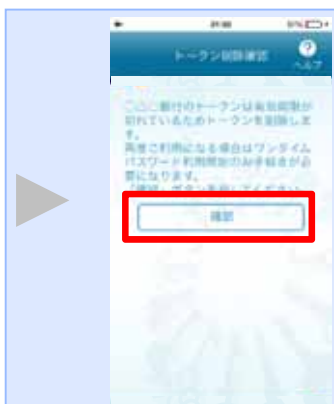 トークン削除確認
ヘルプ
○△□銀行のトークンは有効期限が
切れているためトークンを削除しま
す。
再度ご利用になる場合はワンタイム
パスワード利用開始のお手続きが必
要になります。
「確認」ボタンを押してください。
確認